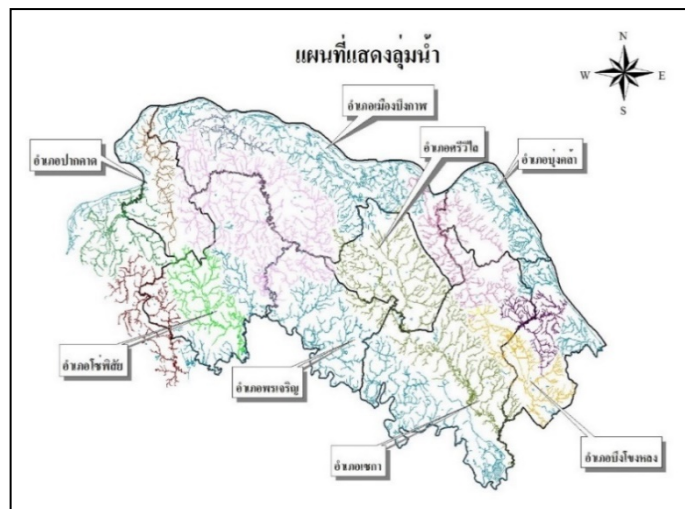 แผนที่แสดงลุ่มน้ำ
N
W E
S
อำเภอเมืองบึงกาฬ
อำเภอศรีวิไล
อำเภอบุ่งคล้า
อำเภอปากคาด
อำเภอโซ่พิสัย
อำเภอพรเจริญ
อำเภอเซกา
อำเภอบึงโขงหลง